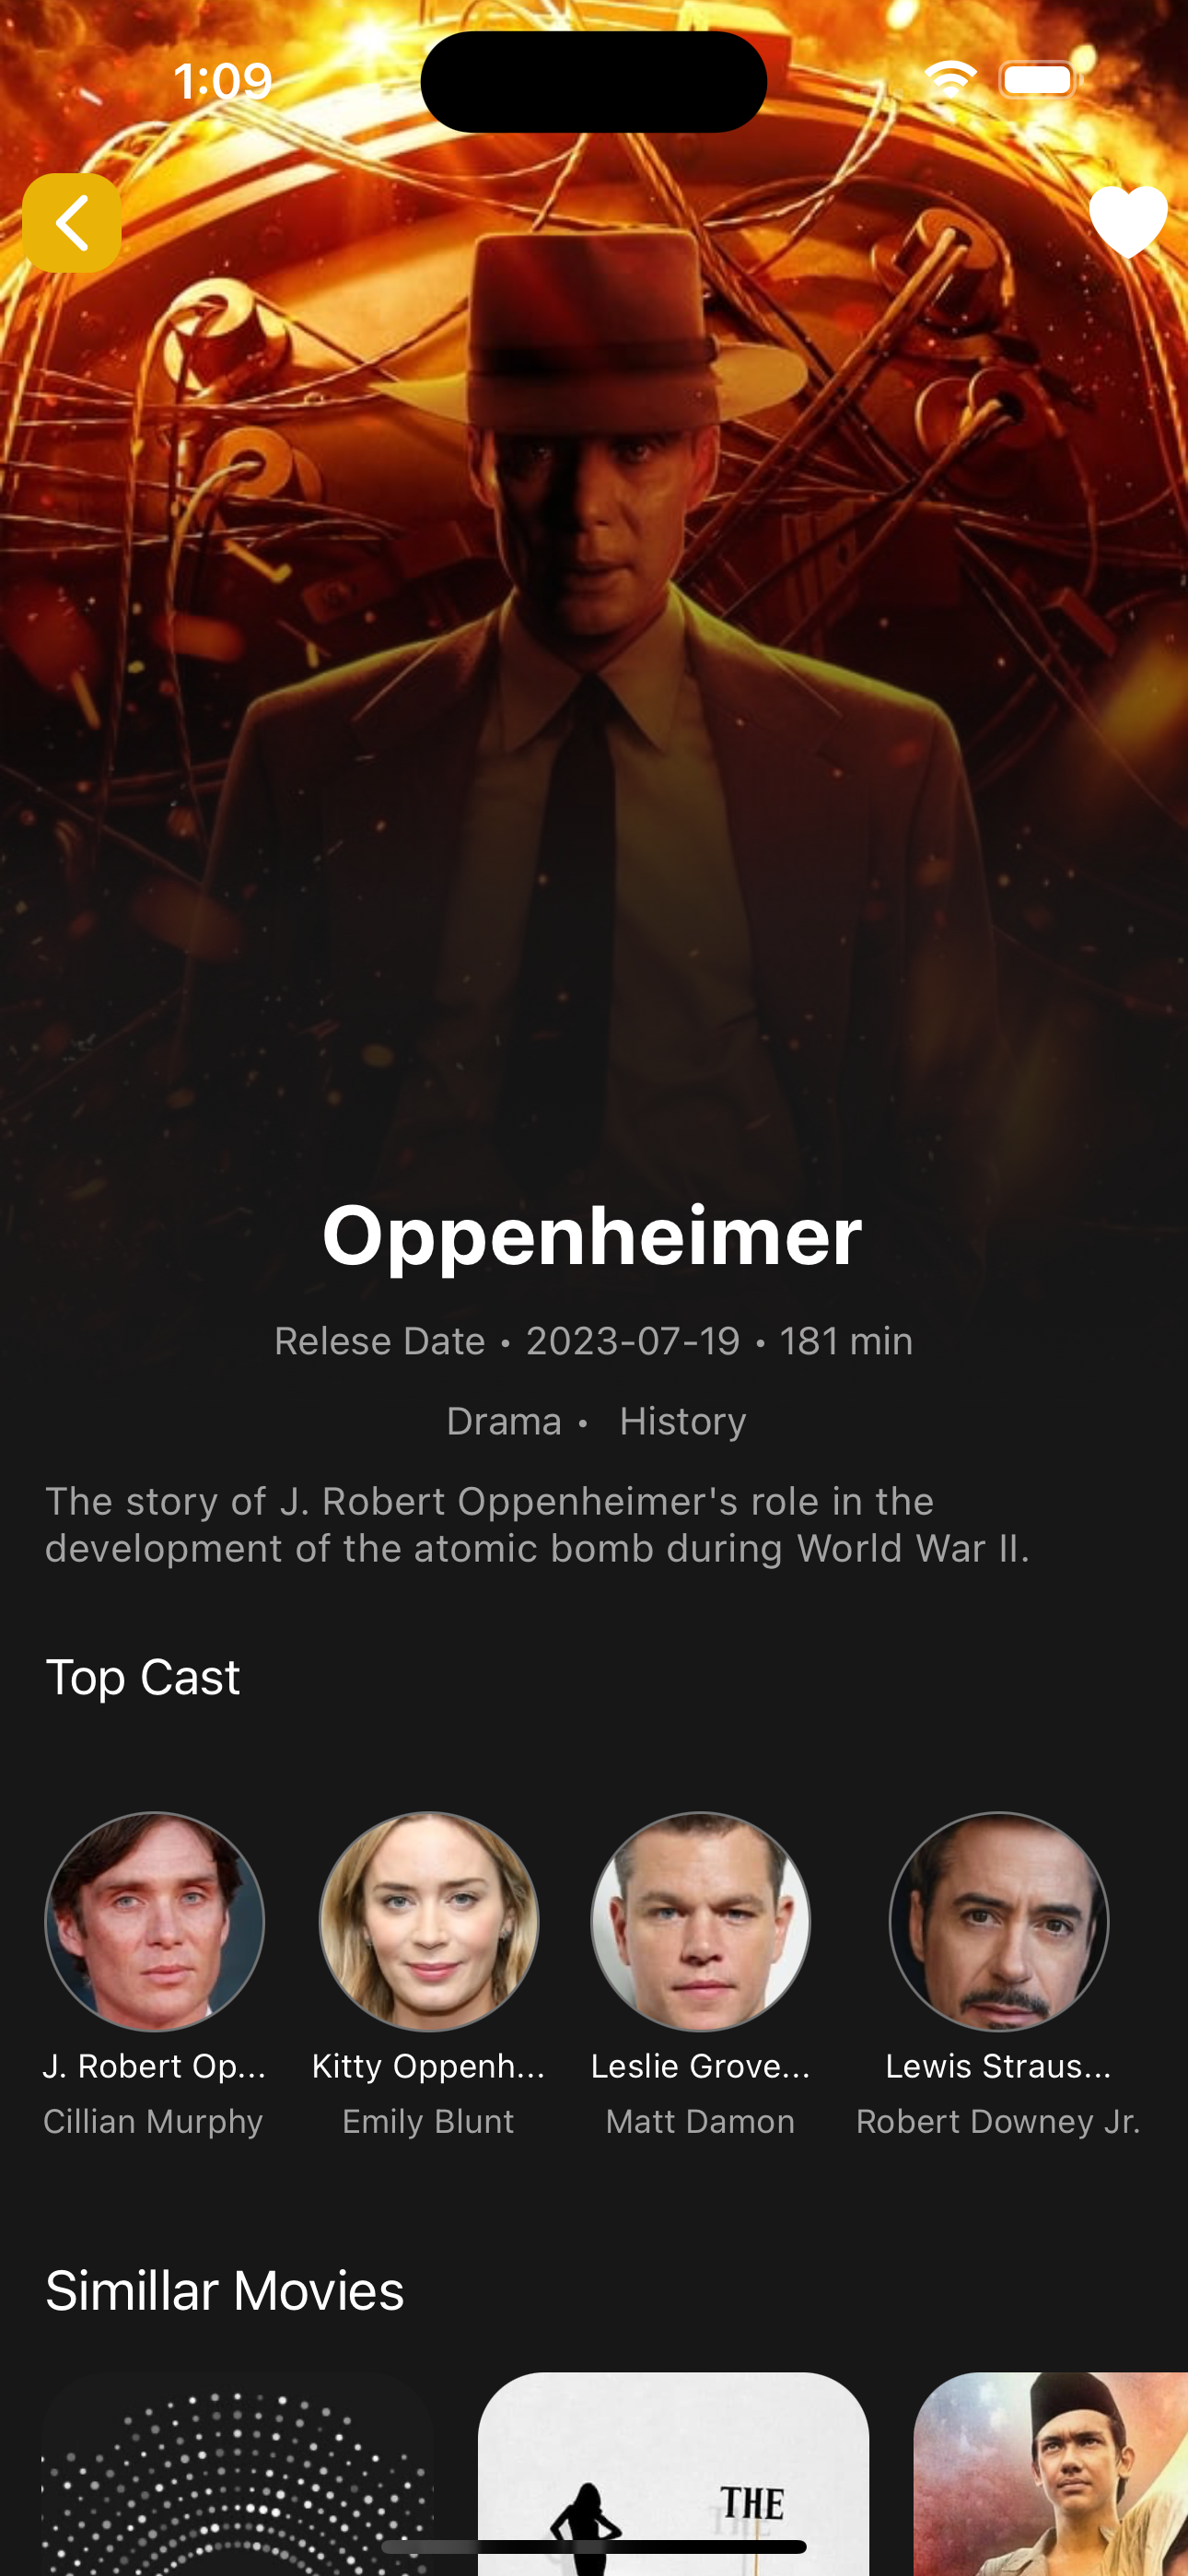 1:09
Oppenheimer
Relese Date • 2023-07-19 • 181 min
Drama • History
The story of J. Robert Oppenheimer's role in the
development of the atomic bomb during World War II.
Top Cast
J. Robert Op... Kitty Oppenh... Leslie Grove... Lewis Straus...
Cillian Murphy Emily Blunt Matt Damon Robert Downey Jr.
Simillar Movies
THE